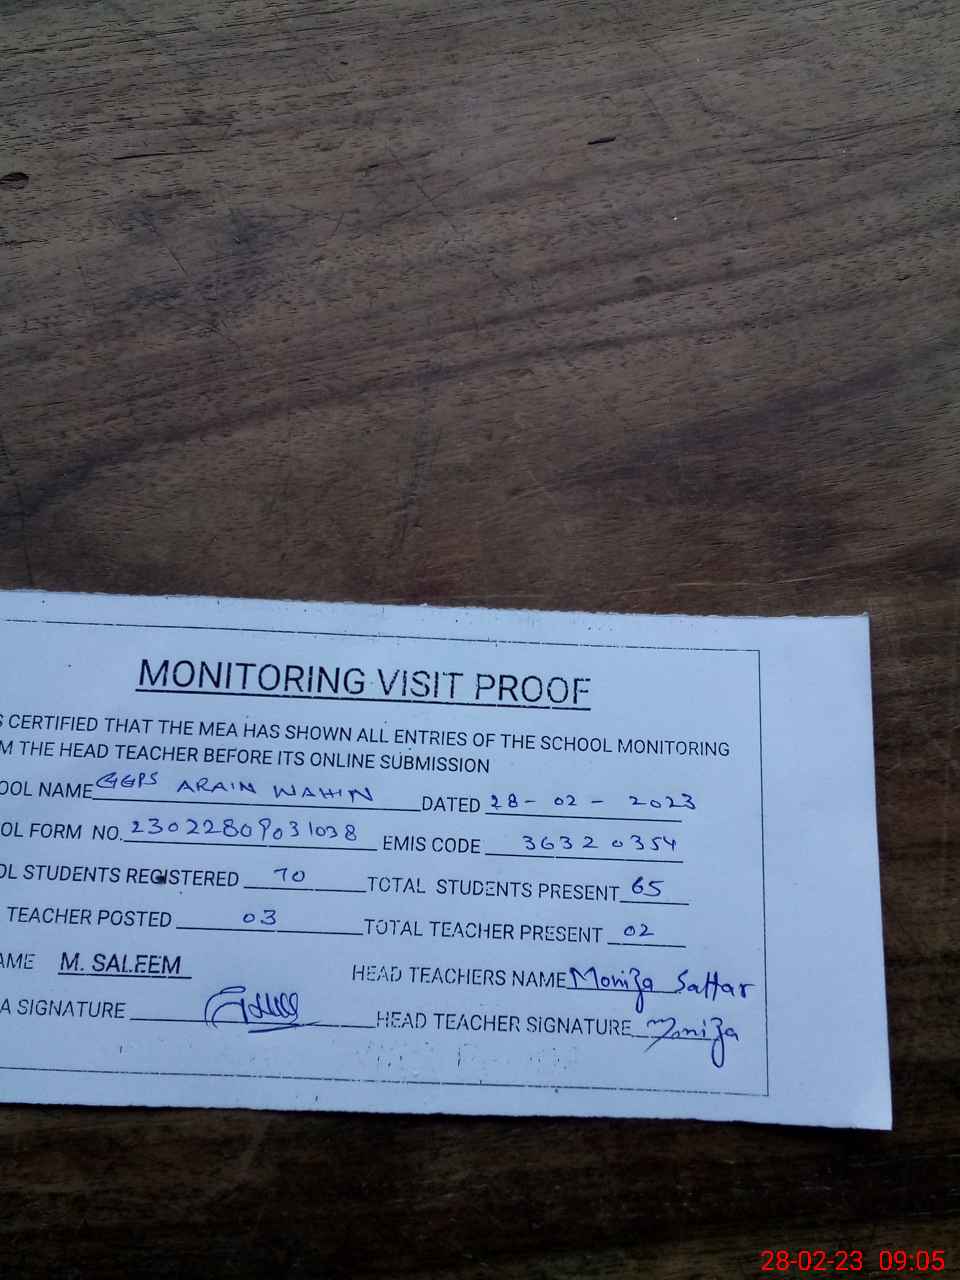 MONITORING VISIT PROOF
S CERTIFIED THAT THE MEA HAS SHOWN ALL ENTRIES OF THE SCHOOL MONITORING
M THE HEAD TEACHER BEFORE ITS ONLINE SUBMISSION
OOL NAME GGPS ARAIN WAHIN DATED 28-02-2023
OL FORM NO. 23022809031038 EMIS CODE 36320354
OL STUDENTS REGISTERED 70 TOTAL STUDENTS PRESENT 65
TEACHER POSTED 03 TOTAL TEACHER PRESENT 02
AME M. SALEEM HEAD TEACHERS NAME Moniza Sattar
A SIGNATURE HEAD TEACHER SIGNATURE Moniza
28-02-23 09:05